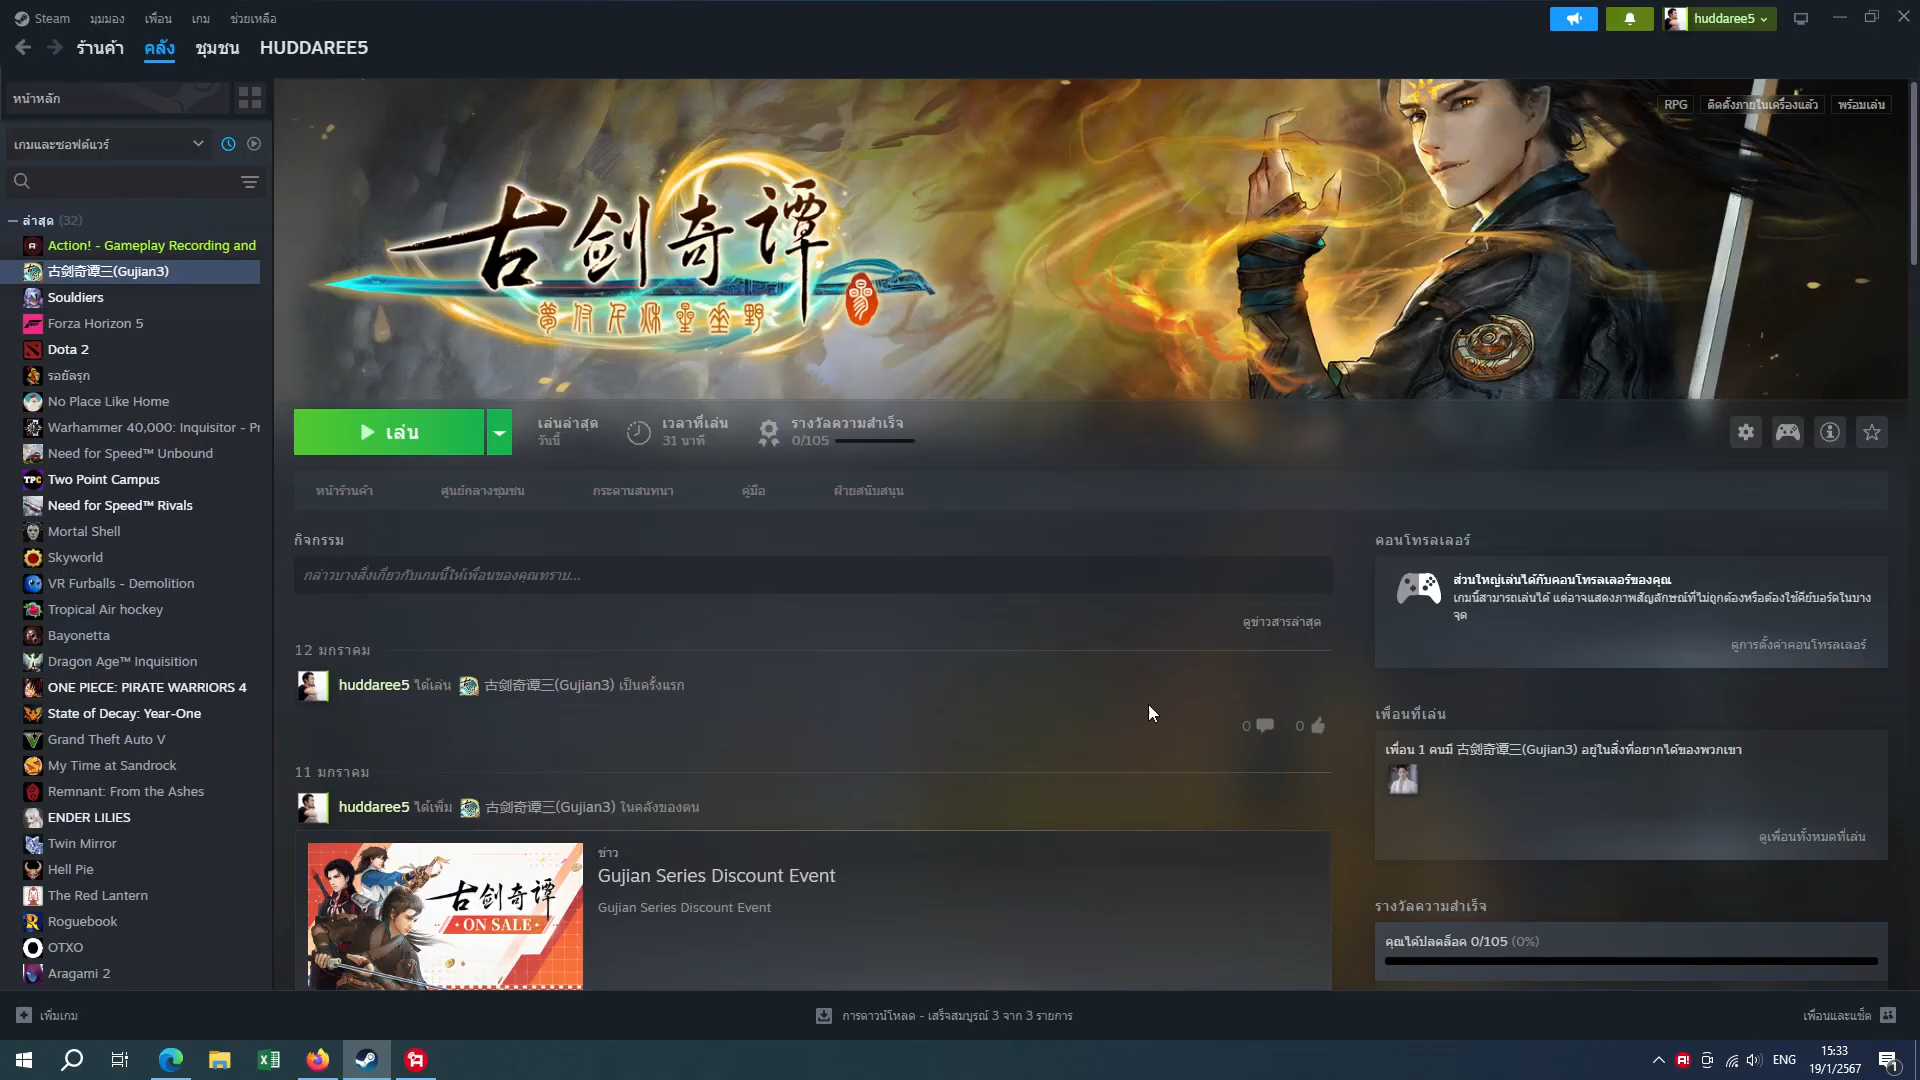 Steam มุมมอง เพื่อน เกม ช่วยเหลือ
huddaree5
ร้านค้า คลัง ชุมชน HUDDAREE5
หน้าหลัก
RPG ติดตั้งภายในเครื่องแล้ว พร้อมเล่น
เกมและซอฟต์แวร์
古剑奇谭
ล่าสุด (32)
Action! - Gameplay Recording and
古剑奇谭三(Gujian3)
Souldiers
Forza Horizon 5
Dota 2
รอยัลรุก
No Place Like Home
Warhammer 40,000: Inquisitor - Pr
Need for Speed™ Unbound
Two Point Campus
Need for Speed™ Rivals
Mortal Shell
Skyworld
VR Furballs - Demolition
Tropical Air hockey
Bayonetta
Dragon Age™ Inquisition
ONE PIECE: PIRATE WARRIORS 4
State of Decay: Year-One
Grand Theft Auto V
My Time at Sandrock
Remnant: From the Ashes
ENDER LILIES
Twin Mirror
Hell Pie
The Red Lantern
Roguebook
OTXO
Aragami 2
เล่น
เล่นล่าสุด
วันนี้
เวลาที่เล่น
31 นาที
รางวัลความสำเร็จ
0/105
หน้าร้านค้า ศูนย์กลางชุมชน กระดานสนทนา คู่มือ ฝ่ายสนับสนุน
กิจกรรม
กล่าวบางสิ่งเกี่ยวกับเกมนี้ให้เพื่อนของคุณทราบ...
ดูข่าวสารล่าสุด
12 มกราคม
huddaree5 ได้เล่น 古剑奇谭三(Gujian3) เป็นครั้งแรก
0 0
11 มกราคม
huddaree5 ได้เพิ่ม 古剑奇谭三(Gujian3) ในคลังของตน
古剑奇谭
ON SALE
ข่าว
Gujian Series Discount Event
Gujian Series Discount Event
คอนโทรลเลอร์
ส่วนใหญ่เล่นได้กับคอนโทรลเลอร์ของคุณ
เกมนี้สามารถเล่นได้ แต่อาจแสดงภาพสัญลักษณ์ที่ไม่ถูกต้องหรือต้องใช้คีย์บอร์ดในบาง
จุด
ดูการตั้งค่าคอนโทรลเลอร์
เพื่อนที่เล่น
เพื่อน 1 คนมี 古剑奇谭三(Gujian3) อยู่ในสิ่งที่อยากได้ของพวกเขา
ดูเพื่อนทั้งหมดที่เล่น
รางวัลความสำเร็จ
คุณได้ปลดล็อค 0/105 (0%)
เพิ่มเกม
การดาวน์โหลด - เสร็จสมบูรณ์ 3 จาก 3 รายการ
เพื่อนและแช็ต
ENG
15:33
19/1/2567
1